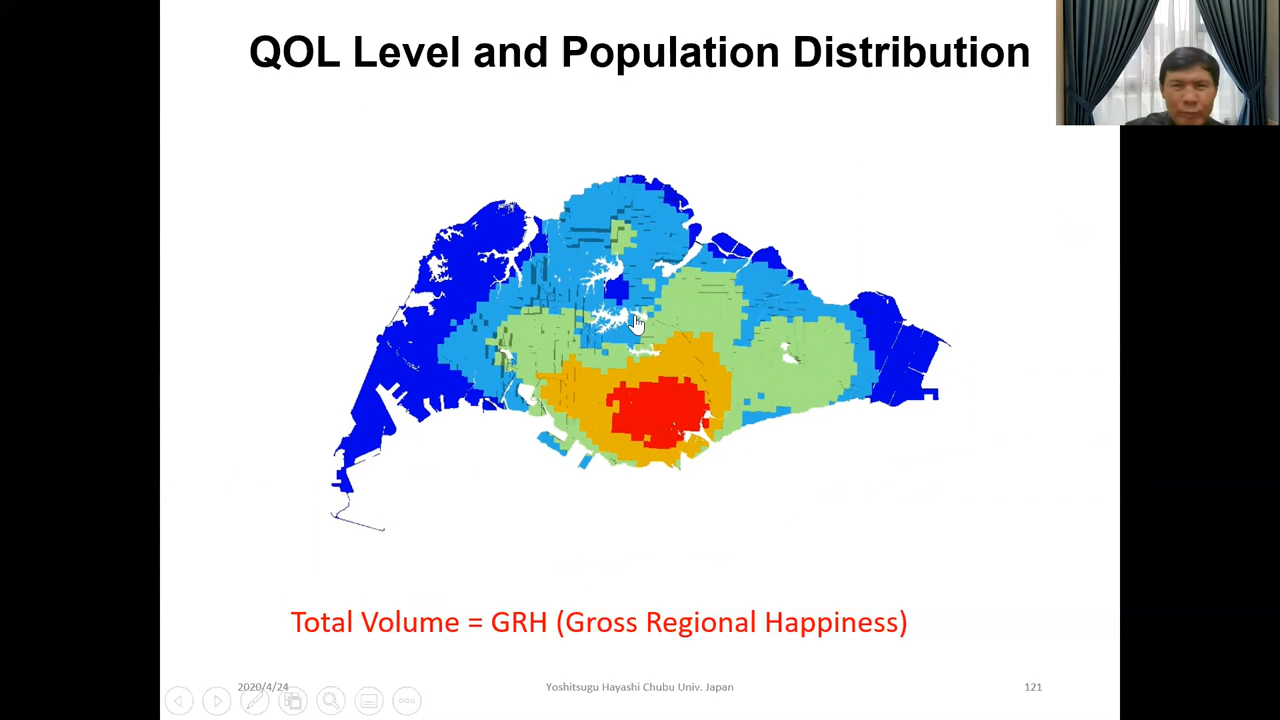 QOL Level and Population Distribution
Total Volume = GRH (Gross Regional Happiness)
2020/4/24
Yoshitsugu Hayashi Chubu Univ. Japan
121